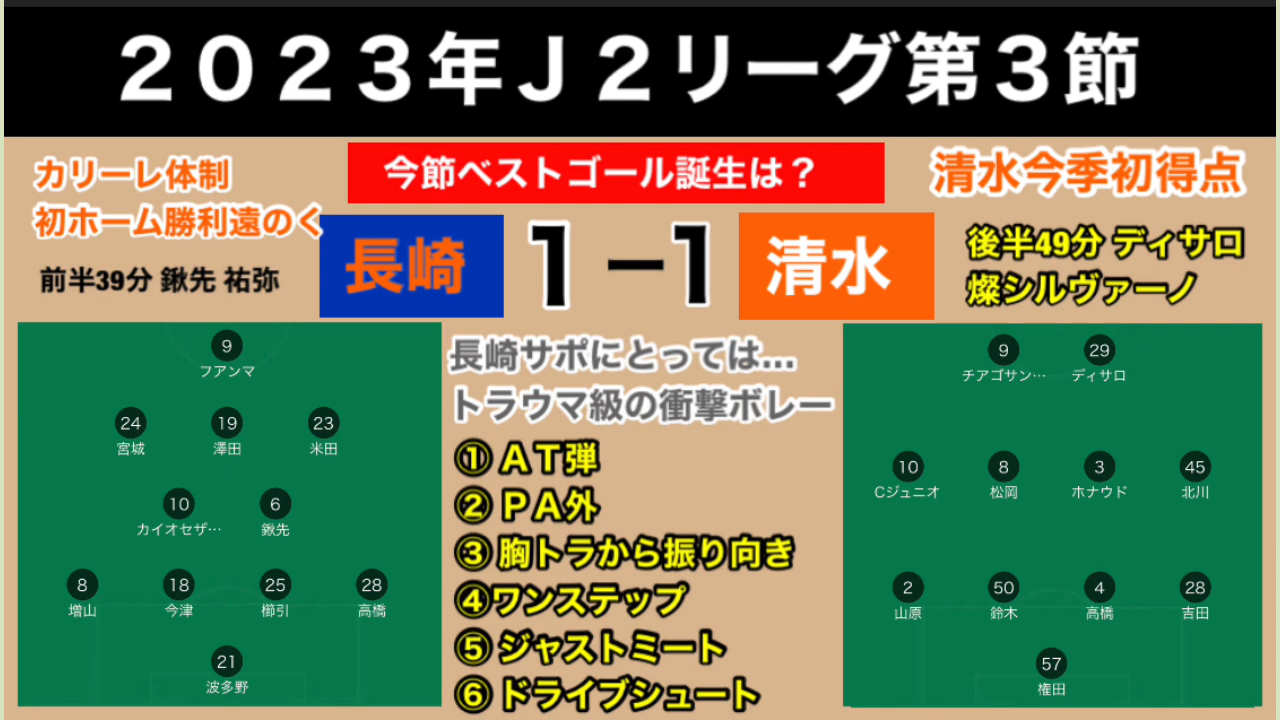 ２０２３年Ｊ２リーグ第３節
カリーレ体制
初ホーム勝利遠のく
前半39分 鍬先 祐弥
今節ベストゴール誕生は？
長崎
1 ー1
清水
清水今季初得点
後半49分 ディサロ
燦シルヴァーノ
9
フアンマ
24 19 23
宮城 澤田 米田
10 6
カイオセザ… 鍬先
8 18 25 28
増山 今津 櫛引 高橋
21
波多野
長崎サポにとっては...
トラウマ級の衝撃ボレー
① ＡＴ弾
② ＰＡ外
③ 胸トラから振り向き
④ワンステップ
⑤ ジャストミート
⑥ ドライブシュート
9 29
チアゴサン… ディサロ
10 8 3 45
Cジュニオ 松岡 ホナウド 北川
2 50 4 28
山原 鈴木 高橋 吉田
57
権田